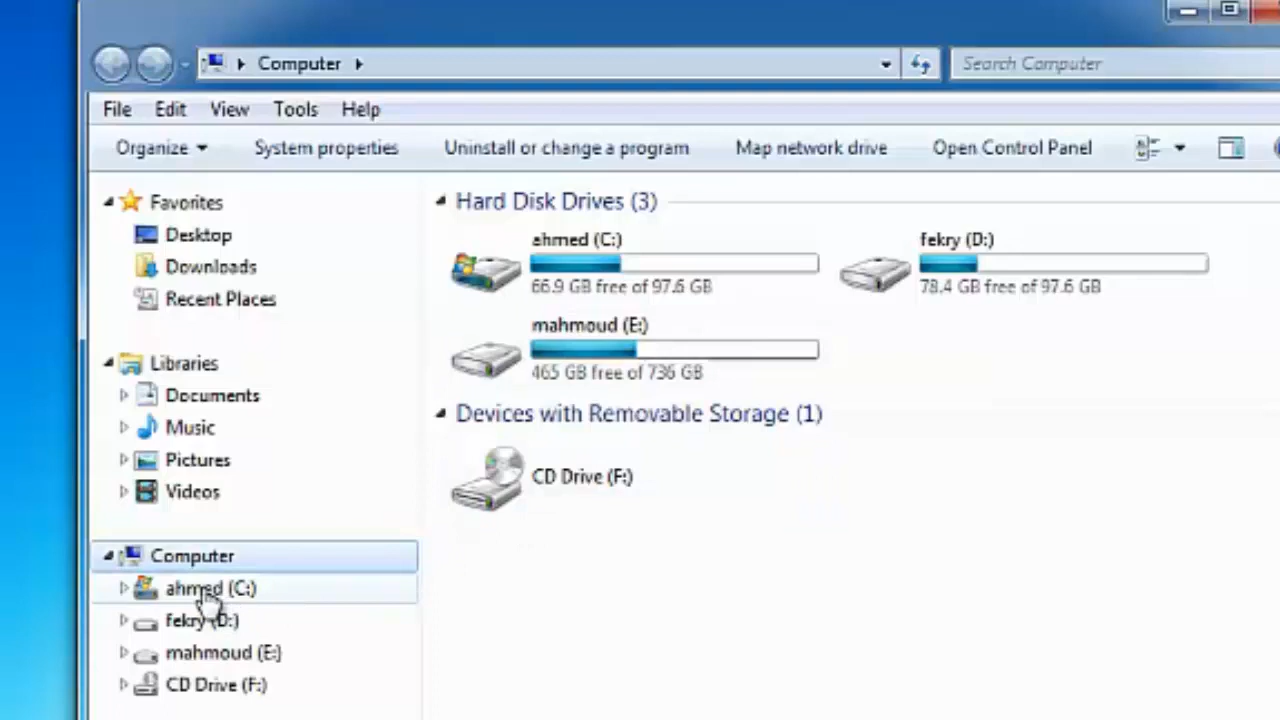 Computer
Search Computer
File Edit View Tools Help
Organize System properties Uninstall or change a program Map network drive Open Control Panel
Favorites
Desktop
Downloads
Recent Places
Libraries
Documents
Music
Pictures
Videos
Computer
ahmed (C:)
fekry (D:)
mahmoud (E:)
CD Drive (F:)
Hard Disk Drives (3)
ahmed (C:)
66.9 GB free of 97.6 GB
fekry (D:)
78.4 GB free of 97.6 GB
mahmoud (E:)
465 GB free of 736 GB
Devices with Removable Storage (1)
CD Drive (F:)